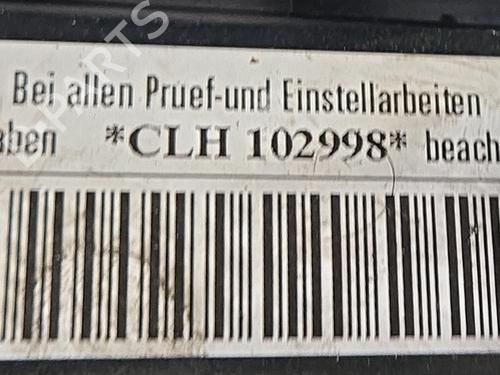 Bei allen Pruef-und Einstellarbeiten
aben *CLH 102998* beach